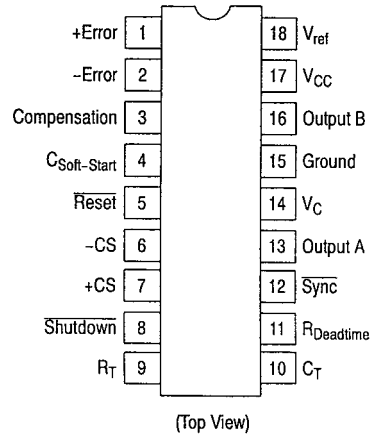 +Error 1 18 Vref
–Error 2 17 VCC
Compensation 3 16 Output B
CSoft–Start 4 15 Ground
Reset 5 14 VC
–CS 6 13 Output A
+CS 7 12 Sync
Shutdown 8 11 RDeadtime
RT 9 10 CT
(Top View)